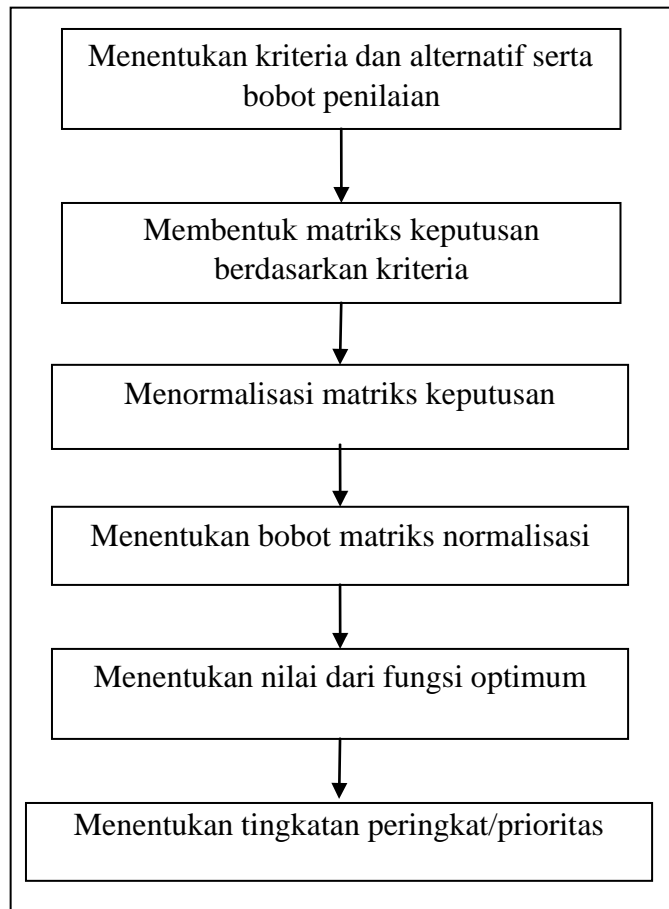 Menentukan kriteria dan alternatif serta
bobot penilaian
Membentuk matriks keputusan
berdasarkan kriteria
Menormalisasi matriks keputusan
Menentukan bobot matriks normalisasi
Menentukan nilai dari fungsi optimum
Menentukan tingkatan peringkat/prioritas